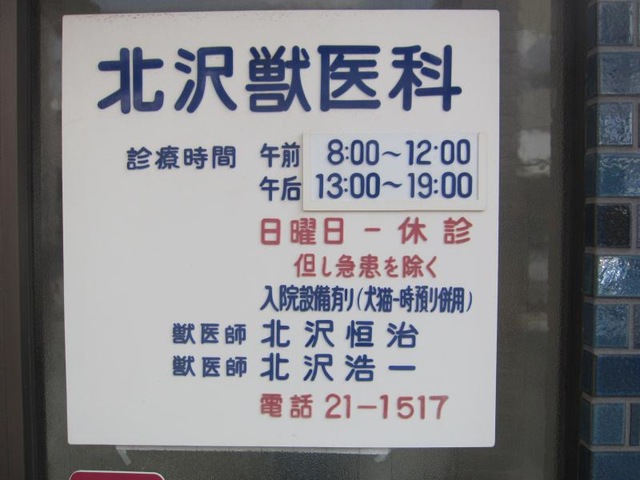 北沢獣医科
診療時間 午前 8:00～12:00
午后 13:00～19:00
日曜日－休診
但し急患を除く
入院設備有り(犬猫一時預り併用)
獣医師 北沢恒治
獣医師 北沢浩一
電話 21－1517